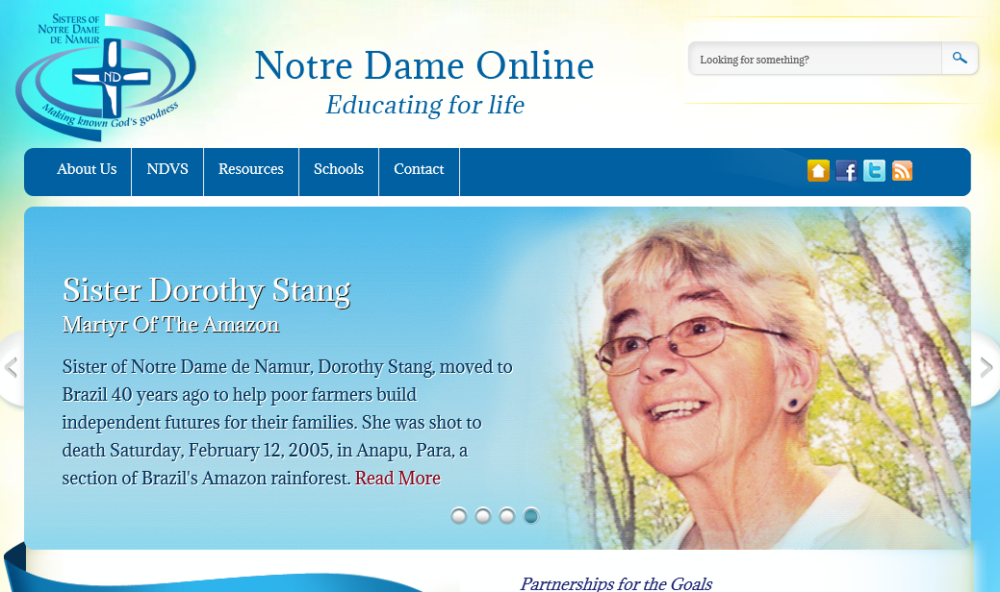 SISTERS OF
NOTRE DAME
DE NAMUR
ND
Making known God's goodness
Notre Dame Online
Educating for life
Looking for something?
About Us
NDVS
Resources
Schools
Contact
Sister Dorothy Stang
Martyr Of The Amazon
Sister of Notre Dame de Namur, Dorothy Stang, moved to
Brazil 40 years ago to help poor farmers build
independent futures for their families. She was shot to
death Saturday, February 12, 2005, in Anapu, Para, a
section of Brazil's Amazon rainforest. Read More
Partnerships for the Goals